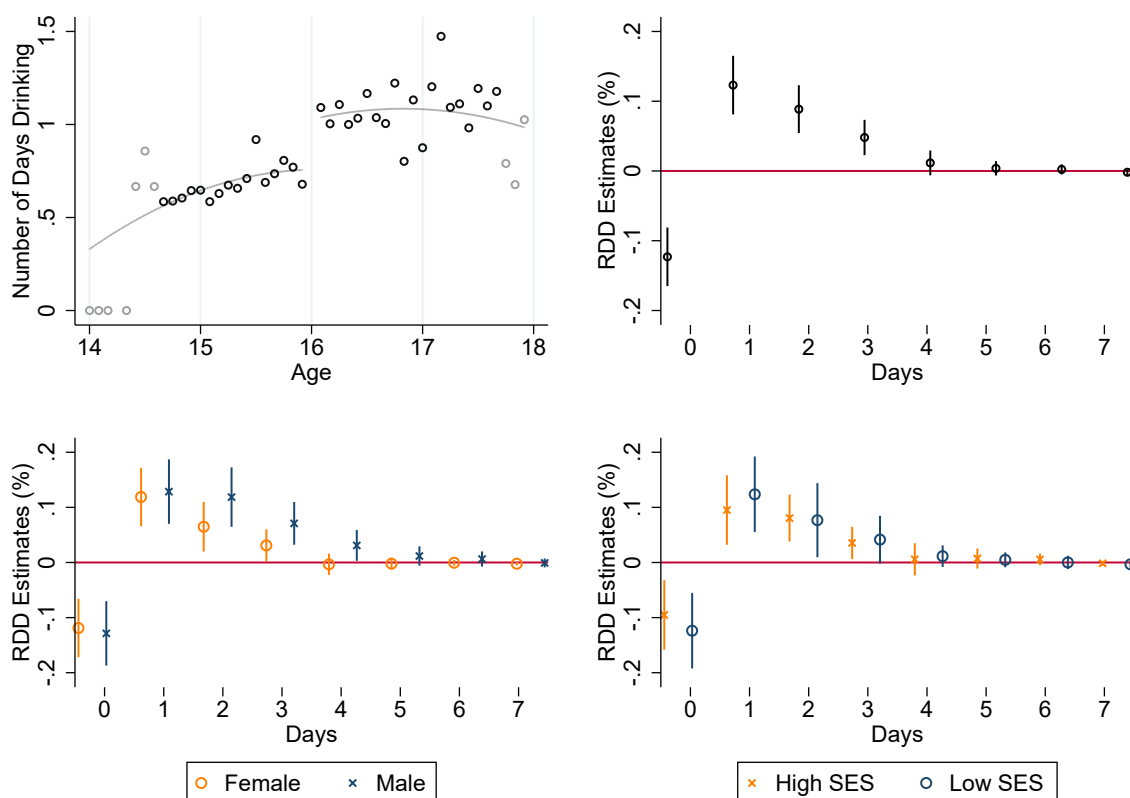 Number of Days Drinking
1.5
1
.5
0
14 15 16 17 18
Age
RDD Estimates (%)
.2
.1
0
-.1
-.2
0 1 2 3 4 5 6 7
Days
RDD Estimates (%)
.2
.1
0
-.1
-.2
0 1 2 3 4 5 6 7
Days
Female Male
RDD Estimates (%)
.2
.1
0
-.1
-.2
0 1 2 3 4 5 6 7
Days
High SES Low SES